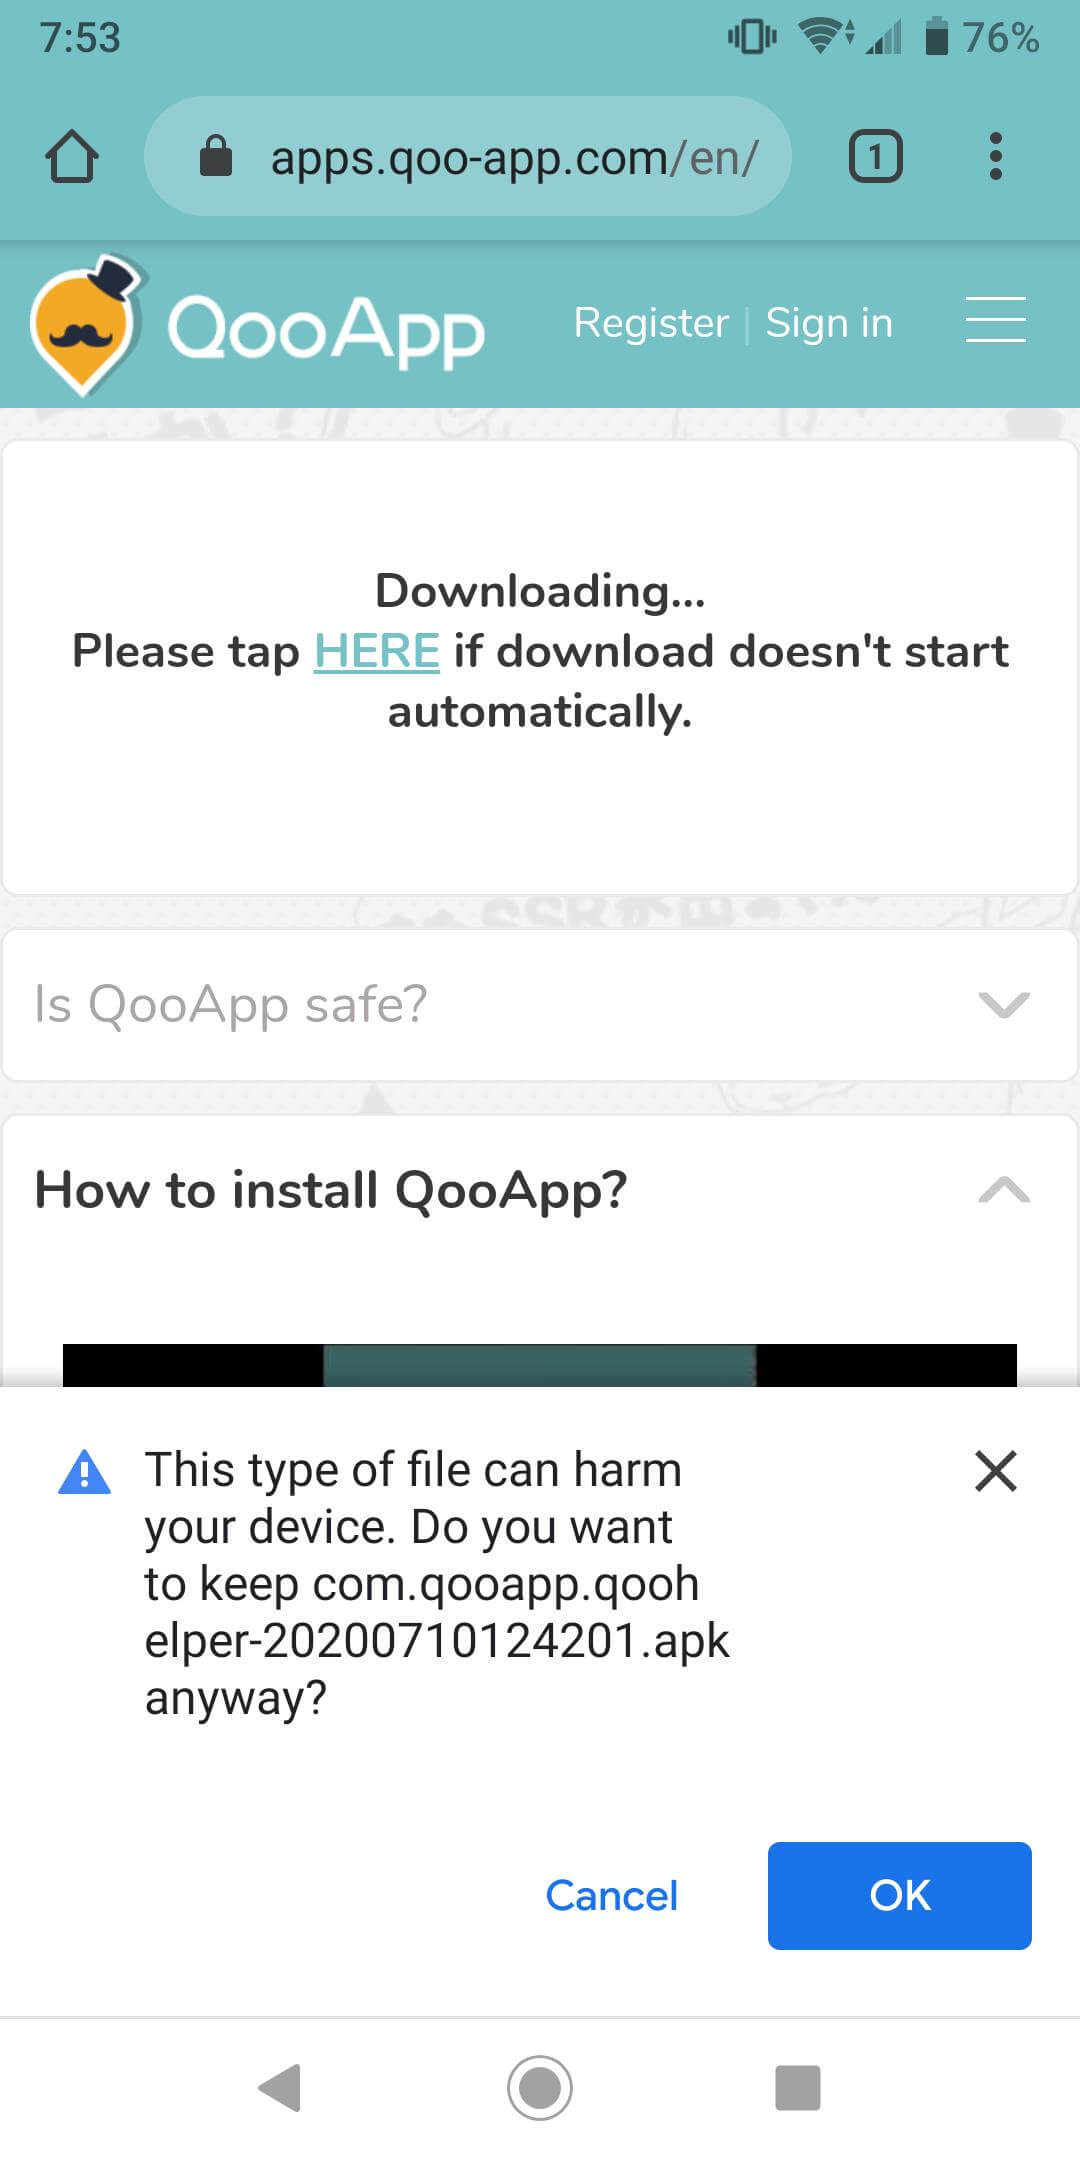 7:53
76%
apps.qoo-app.com/en/
1
QooApp
Register | Sign in
Downloading...
Please tap HERE if download doesn't start
automatically.
Is QooApp safe?
How to install QooApp?
This type of file can harm
your device. Do you want
to keep com.qooapp.qooh
elper-20200710124201.apk
anyway?
Cancel
OK